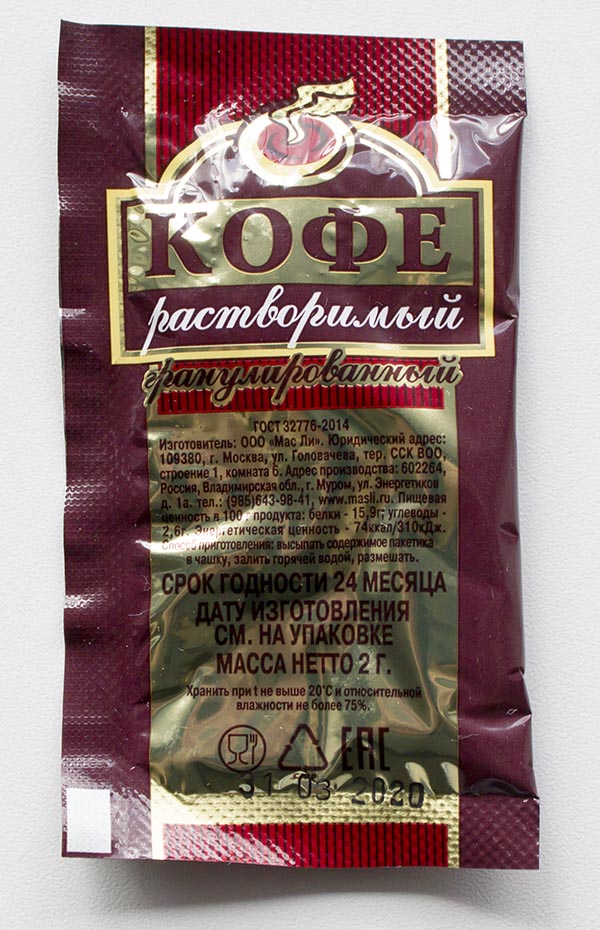 КОФЕ
растворимый
гранулированный
ГОСТ 32776-2014
Изготовитель: ООО «Мас Ли». Юридический адрес:
109380, г. Москва, ул. Головачева, тер. ССК ВОО,
строение 1, комната 6. Адрес производства: 602264,
Россия, Владимирская обл., г. Муром, ул. Энергетиков
д. 1а. тел.: (985)643-98-41, www.masli.ru. Пищевая
ценность в 100 г продукта: белки - 15,9г; углеводы -
2,6г. Энергетическая ценность - 74ккал/310кДж.
Способ приготовления: высыпать содержимое пакетика
в чашку, залить горячей водой, размешать.
СРОК ГОДНОСТИ 24 МЕСЯЦА
ДАТУ ИЗГОТОВЛЕНИЯ
СМ. НА УПАКОВКЕ
МАССА НЕТТО 2 Г.
Хранить при t не выше 20°С и относительной
влажности не более 75%.
EAC
31 03 2020